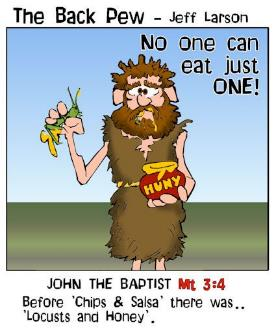 The Back Pew - Jeff Larson
No one can
eat just
ONE!
HUNY
JOHN THE BAPTIST Mt 3:4
Before 'Chips & Salsa' there was..
'Locusts and Honey'.